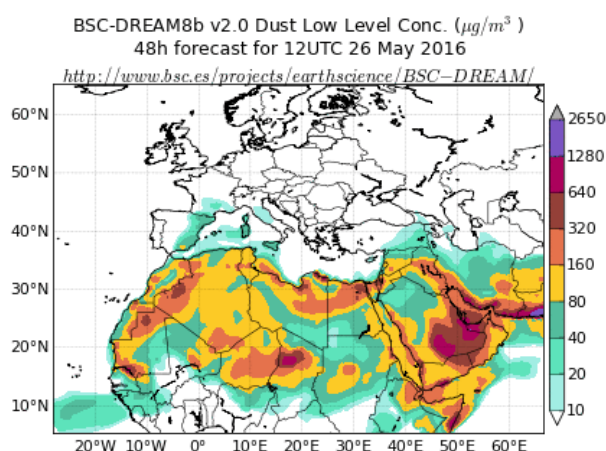 BSC-DREAM8b v2.0 Dust Low Level Conc. (μg/m³ )
48h forecast for 12UTC 26 May 2016
http://www.bsc.es/projects/earthscience/BSC−DREAM/
60°N
50°N
40°N
30°N
20°N
10°N
20°W
10°W
0°
10°E
20°E
30°E
40°E
50°E
60°E
2650
1280
640
320
160
80
40
20
10